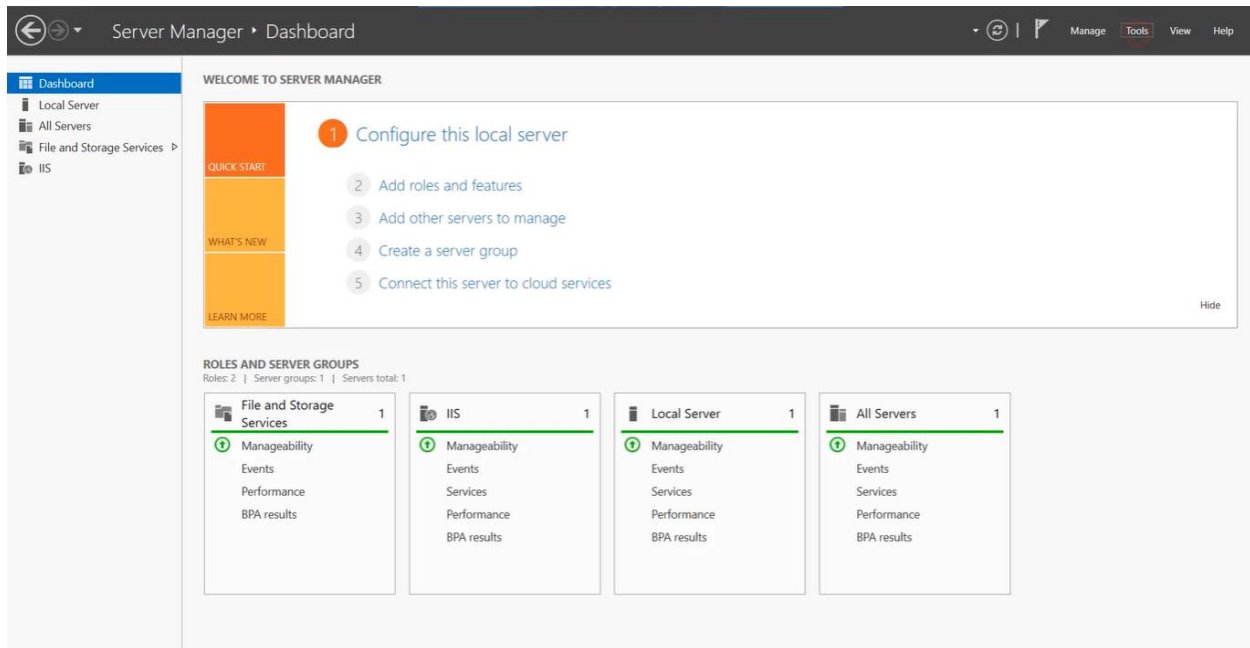 Server Manager ‣ Dashboard
Manage Tools View Help
Dashboard
Local Server
All Servers
File and Storage Services
IIS
WELCOME TO SERVER MANAGER
QUICK START
WHAT'S NEW
LEARN MORE
1 Configure this local server
2 Add roles and features
3 Add other servers to manage
4 Create a server group
5 Connect this server to cloud services
Hide
ROLES AND SERVER GROUPS
Roles: 2 | Server groups: 1 | Servers total: 1
File and Storage
Services 1
Manageability
Events
Performance
BPA results
IIS 1
Manageability
Events
Services
Performance
BPA results
Local Server 1
Manageability
Events
Services
Performance
BPA results
All Servers 1
Manageability
Events
Services
Performance
BPA results